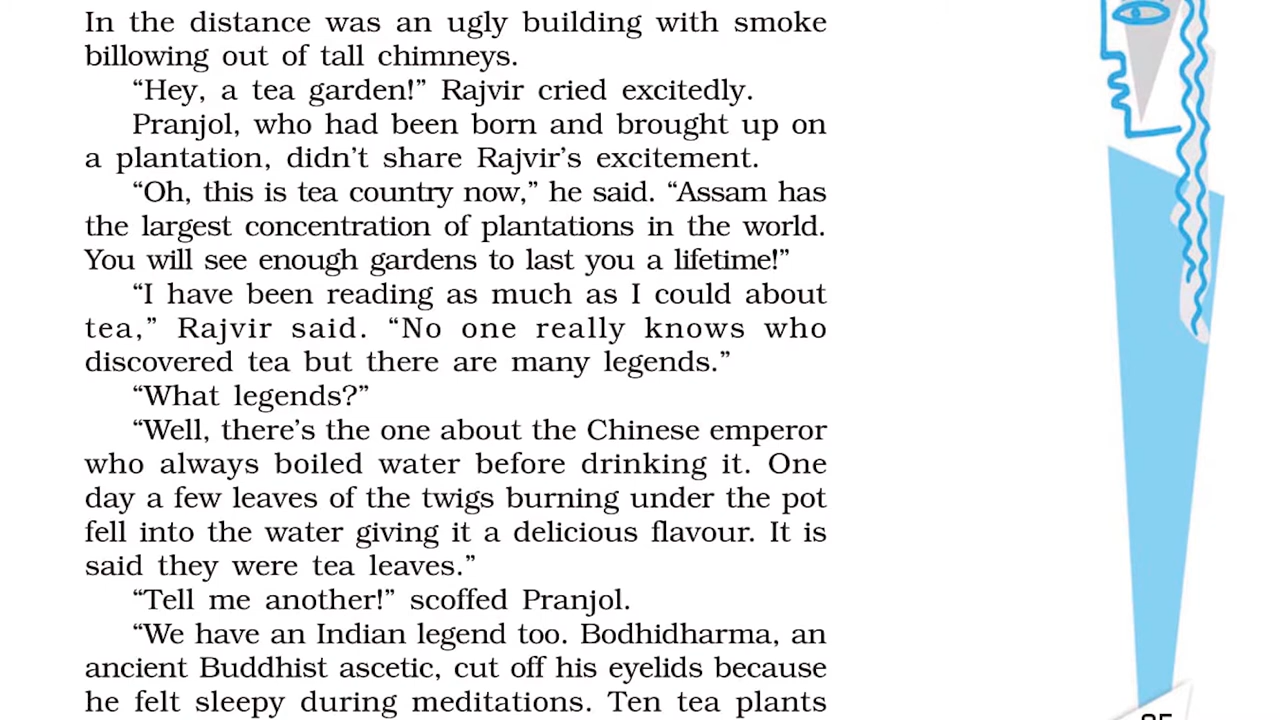 In the distance was an ugly building with smoke
billowing out of tall chimneys.
“Hey, a tea garden!” Rajvir cried excitedly.
Pranjol, who had been born and brought up on
a plantation, didn’t share Rajvir’s excitement.
“Oh, this is tea country now,” he said. “Assam has
the largest concentration of plantations in the world.
You will see enough gardens to last you a lifetime!”
“I have been reading as much as I could about
tea,” Rajvir said. “No one really knows who
discovered tea but there are many legends.”
“What legends?”
“Well, there’s the one about the Chinese emperor
who always boiled water before drinking it. One
day a few leaves of the twigs burning under the pot
fell into the water giving it a delicious flavour. It is
said they were tea leaves.”
“Tell me another!” scoffed Pranjol.
“We have an Indian legend too. Bodhidharma, an
ancient Buddhist ascetic, cut off his eyelids because
he felt sleepy during meditations. Ten tea plants